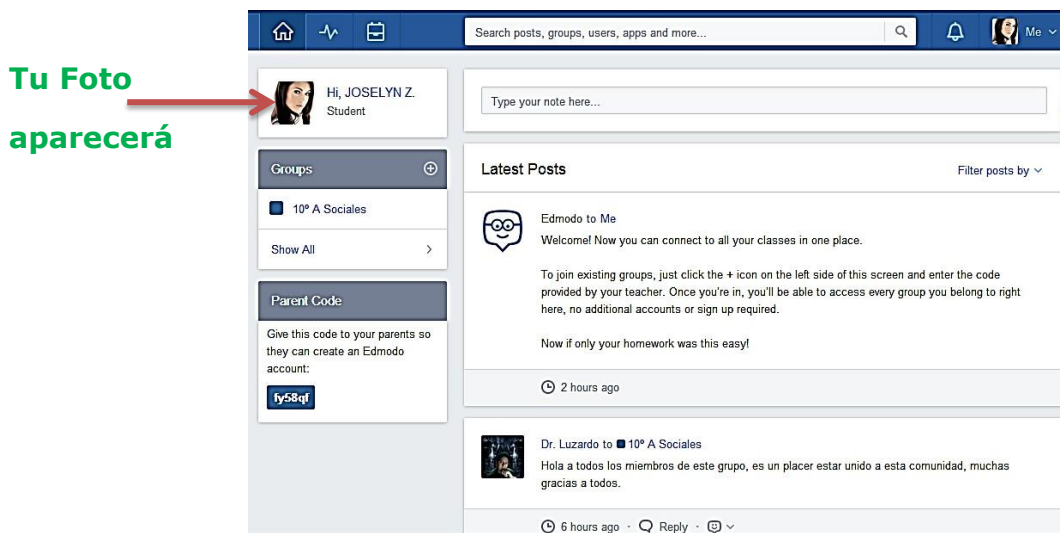 Tu Foto
aparecerá
Search posts, groups, users, apps and more...
Me
Hi, JOSELYN Z.
Student
Groups
10º A Sociales
Show All
Parent Code
Give this code to your parents so
they can create an Edmodo
account:
fy58qf
Type your note here...
Latest Posts
Filter posts by
Edmodo to Me
Welcome! Now you can connect to all your classes in one place.
To join existing groups, just click the + icon on the left side of this screen and enter the code
provided by your teacher. Once you're in, you'll be able to access every group you belong to right
here, no additional accounts or sign up required.
Now if only your homework was this easy!
2 hours ago
Dr. Luzardo to 10º A Sociales
Hola a todos los miembros de este grupo, es un placer estar unido a esta comunidad, muchas
gracias a todos.
6 hours ago · Reply ·